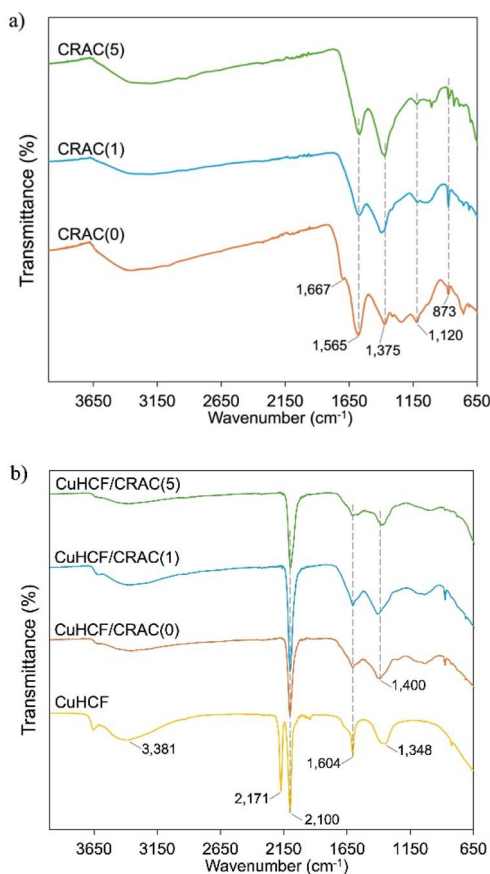 a)
CRAC(5)
CRAC(1)
CRAC(0)
1,667
1,565
1,375
1,120
873
Transmittance (%)
3650 3150 2650 2150 1650 1150 650
Wavenumber (cm-1)
b)
CuHCF/CRAC(5)
CuHCF/CRAC(1)
CuHCF/CRAC(0)
CuHCF
1,400
3,381
2,171
2,100
1,604
1,348
Transmittance (%)
3650 3150 2650 2150 1650 1150 650
Wavenumber (cm-1)